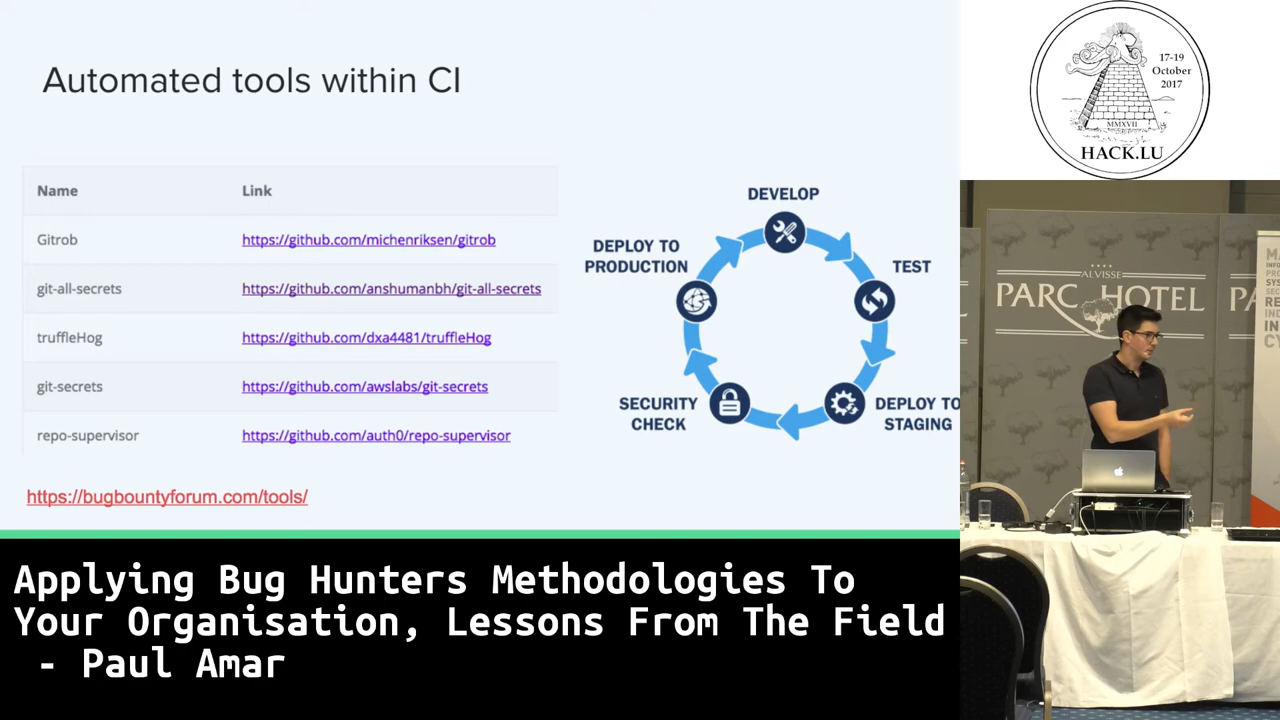 Automated tools within CI
Name Link
Gitrob https://github.com/michenriksen/gitrob
git-all-secrets https://github.com/anshumanbh/git-all-secrets
truffleHog https://github.com/dxa4481/truffleHog
git-secrets https://github.com/awslabs/git-secrets
repo-supervisor https://github.com/auth0/repo-supervisor
https://bugbountyforum.com/tools/
DEVELOP
TEST
DEPLOY TO
STAGING
SECURITY
CHECK
DEPLOY TO
PRODUCTION
17-19
October
2017
MMXVII
HACK.LU
ALVISSE
PARC HOTEL
PA
Applying Bug Hunters Methodologies To
Your Organisation, Lessons From The Field
- Paul Amar